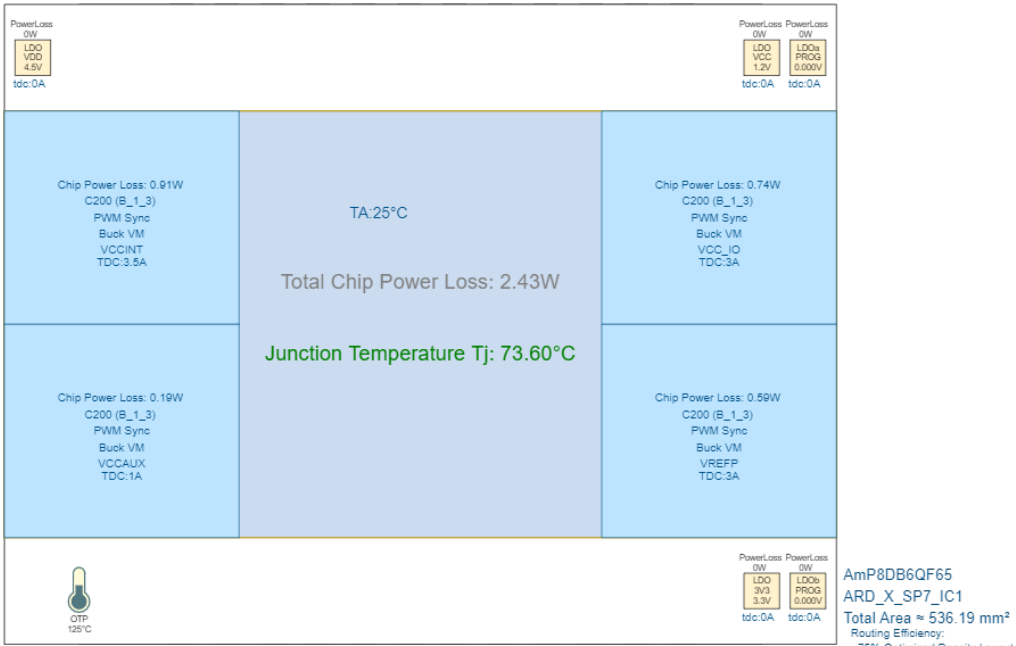 PowerLoss
0W
LDO
VDD
4.5V
tdc:0A
PowerLoss PowerLoss
0W 0W
LDO LDOa
VCC PROG
1.2V 0.000V
tdc:0A tdc:0A
Chip Power Loss: 0.91W
C200 (B_1_3)
PWM Sync
Buck VM
VCCINT
TDC:3.5A
TA:25°C
Total Chip Power Loss: 2.43W
Junction Temperature Tj: 73.60°C
Chip Power Loss: 0.74W
C200 (B_1_3)
PWM Sync
Buck VM
VCC_IO
TDC:3A
Chip Power Loss: 0.19W
C200 (B_1_3)
PWM Sync
Buck VM
VCCAUX
TDC:1A
Chip Power Loss: 0.59W
C200 (B_1_3)
PWM Sync
Buck VM
VREFP
TDC:3A
OTP
125°C
PowerLoss PowerLoss
0W 0W
LDO LDOb
3V3 PROG
3.3V 0.000V
tdc:0A tdc:0A
AmP8DB6QF65
ARD_X_SP7_IC1
Total Area ≈ 536.19 mm²
Routing Efficiency: